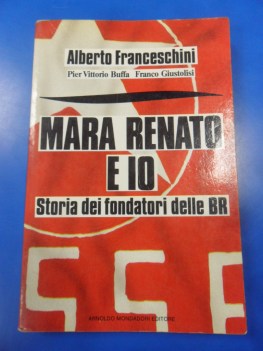 Alberto Franceschini
Pier Vittorio Buffa Franco Giustolisi
MARA RENATO
E IO
Storia dei fondatori delle BR
ARNOLDO MONDADORI EDITORE